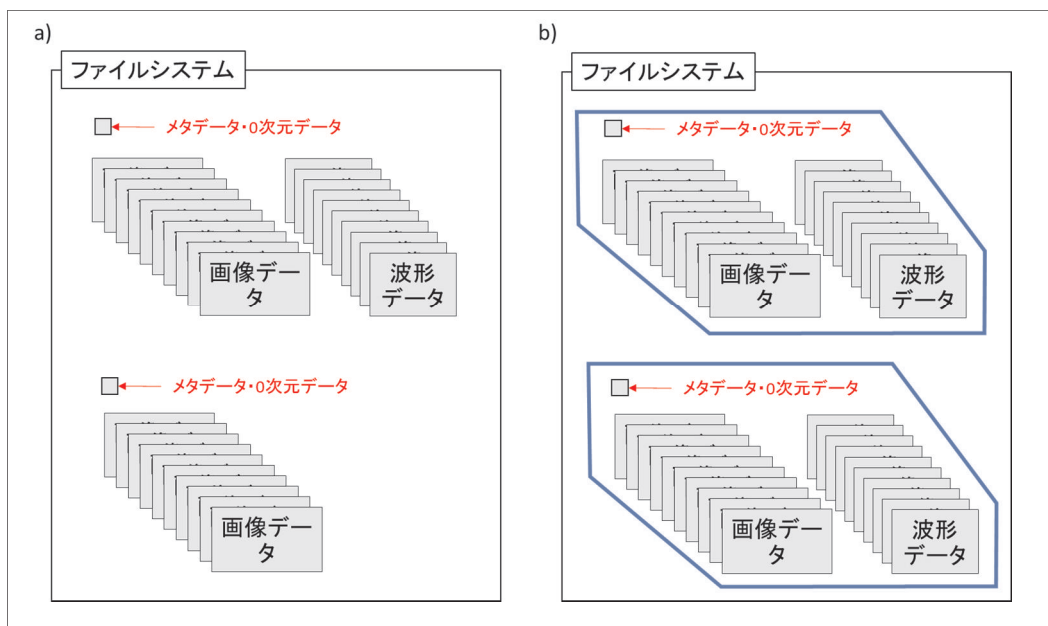 a)
ファイルシステム
メタデータ・0次元データ
画像デー
タ
波形
データ
メタデータ・0次元データ
画像デー
タ
b)
ファイルシステム
メタデータ・0次元データ
画像デー
タ
波形
データ
メタデータ・0次元データ
画像デー
タ
波形
データ